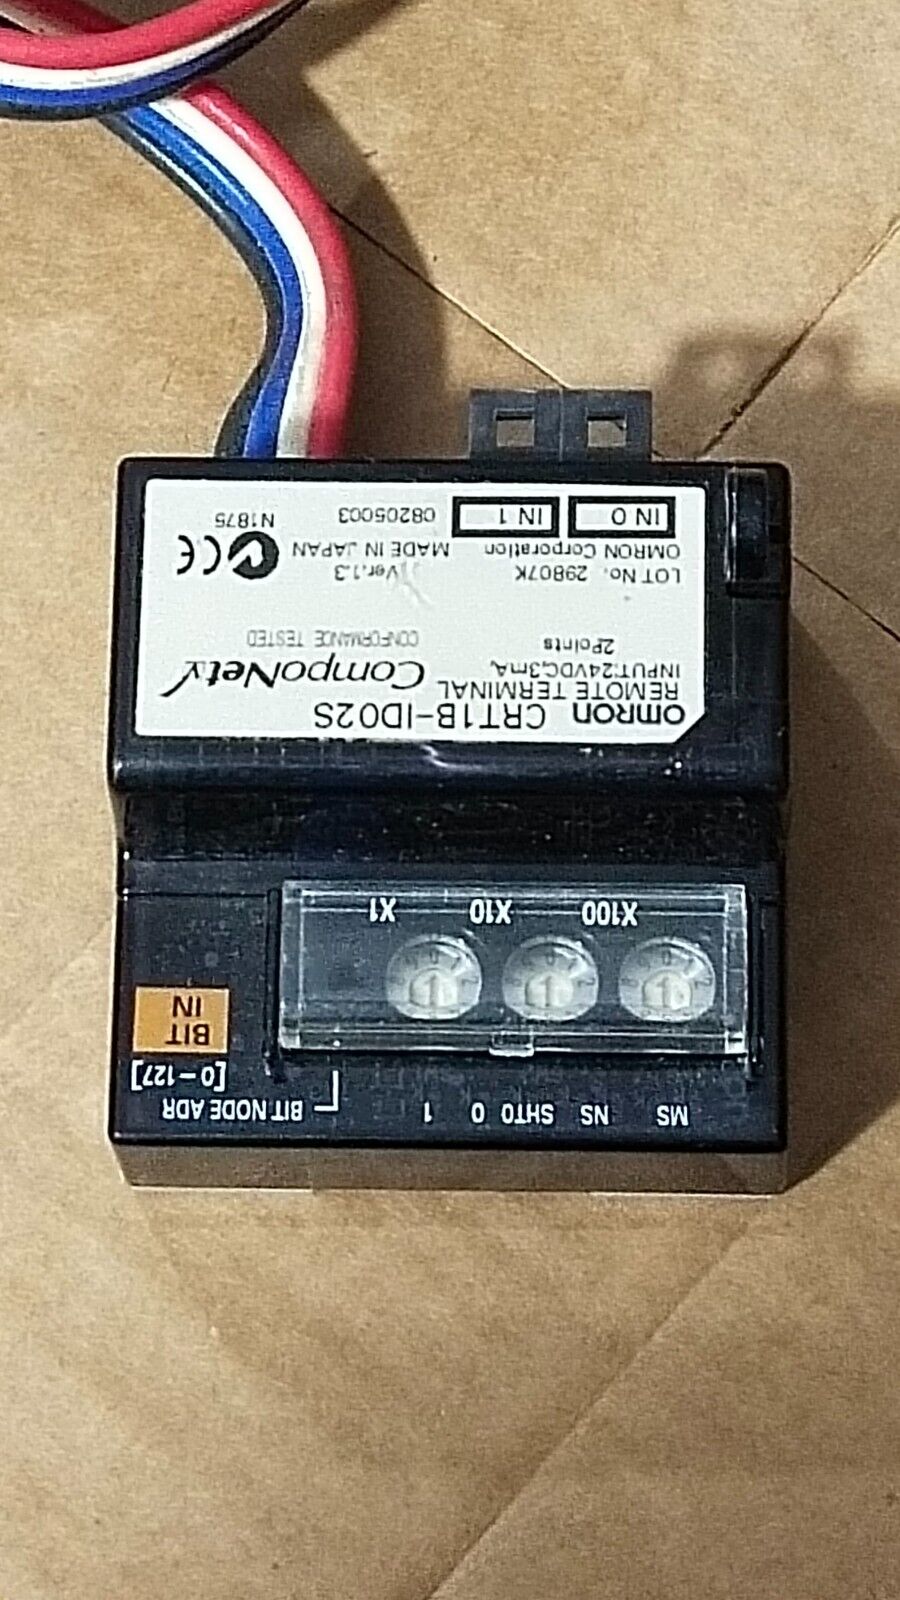 MS NS SHT0 0 1
BIT NODE ADR
[0-127]
BIT
IN
X100 X10 X1
OMRON CRT1B-ID02S
REMOTE TERMINAL
INPUT:24VDC,3mA,
2Points
CompoNet
CONFORMANCE TESTED
LOT No. 29807K Ver.1.3
OMRON Corporation MADE IN JAPAN
IN 0 IN 1 08205003
CE
N1875